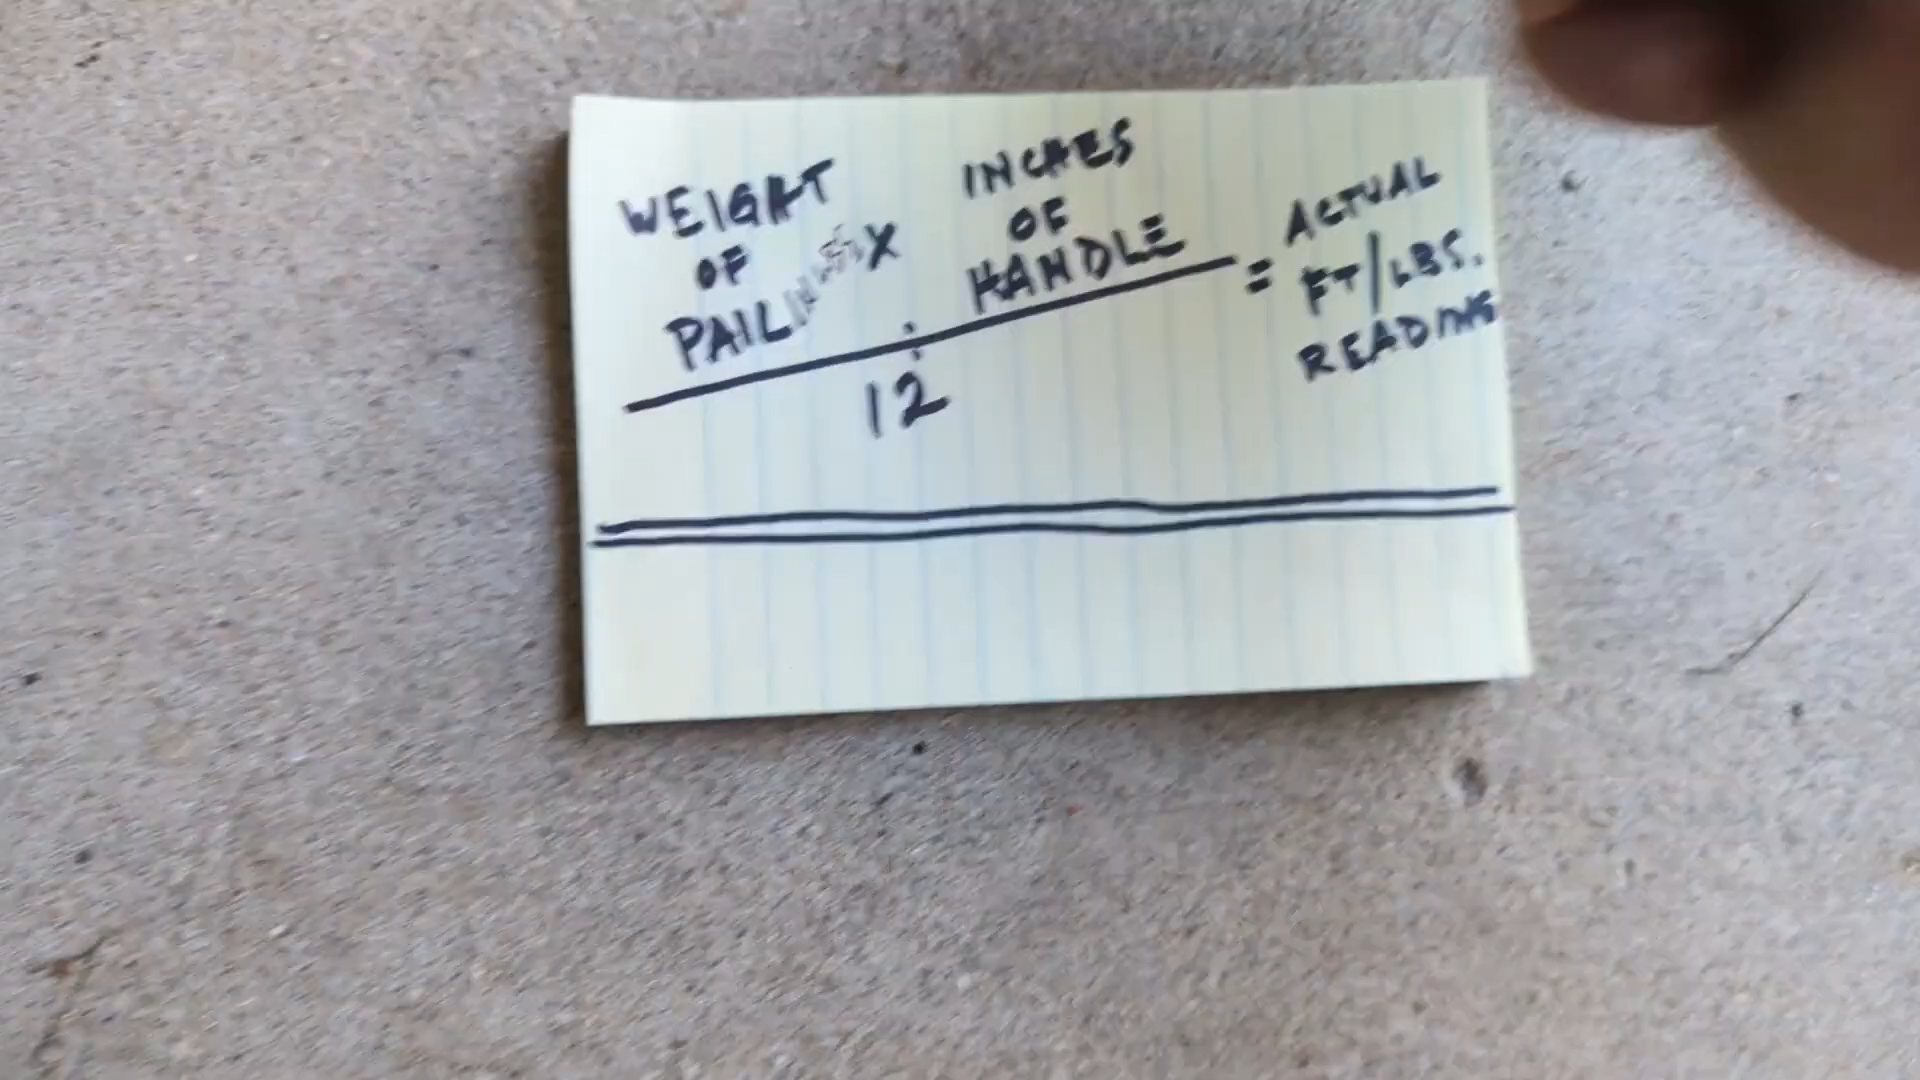 WEIGHT
OF
PAIL
X
INCHES
OF
HANDLE
÷
12
=
ACTUAL
FT/LBS.
READING